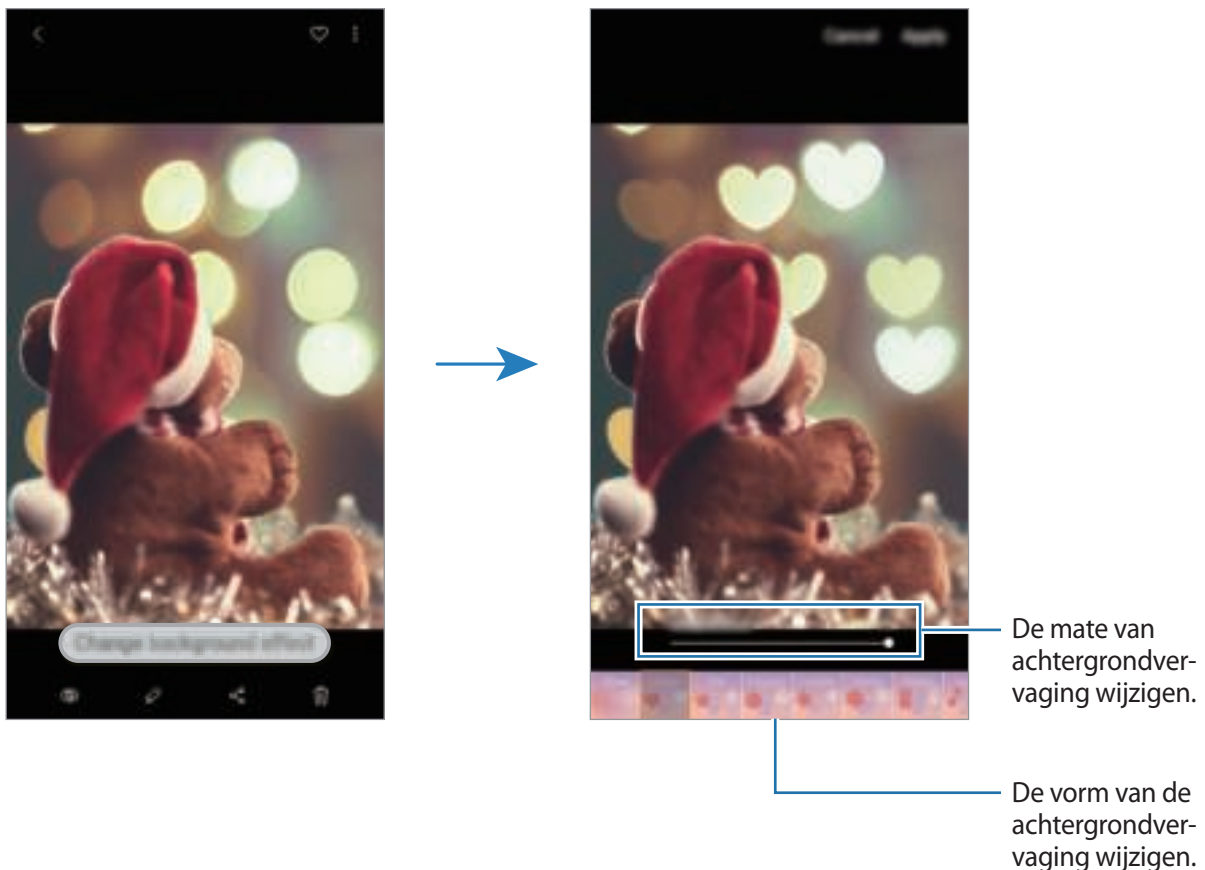 Cancel Apply
Change background effect
De mate van
achtergrondver-
vaging wijzigen.
De vorm van de
achtergrondver-
vaging wijzigen.